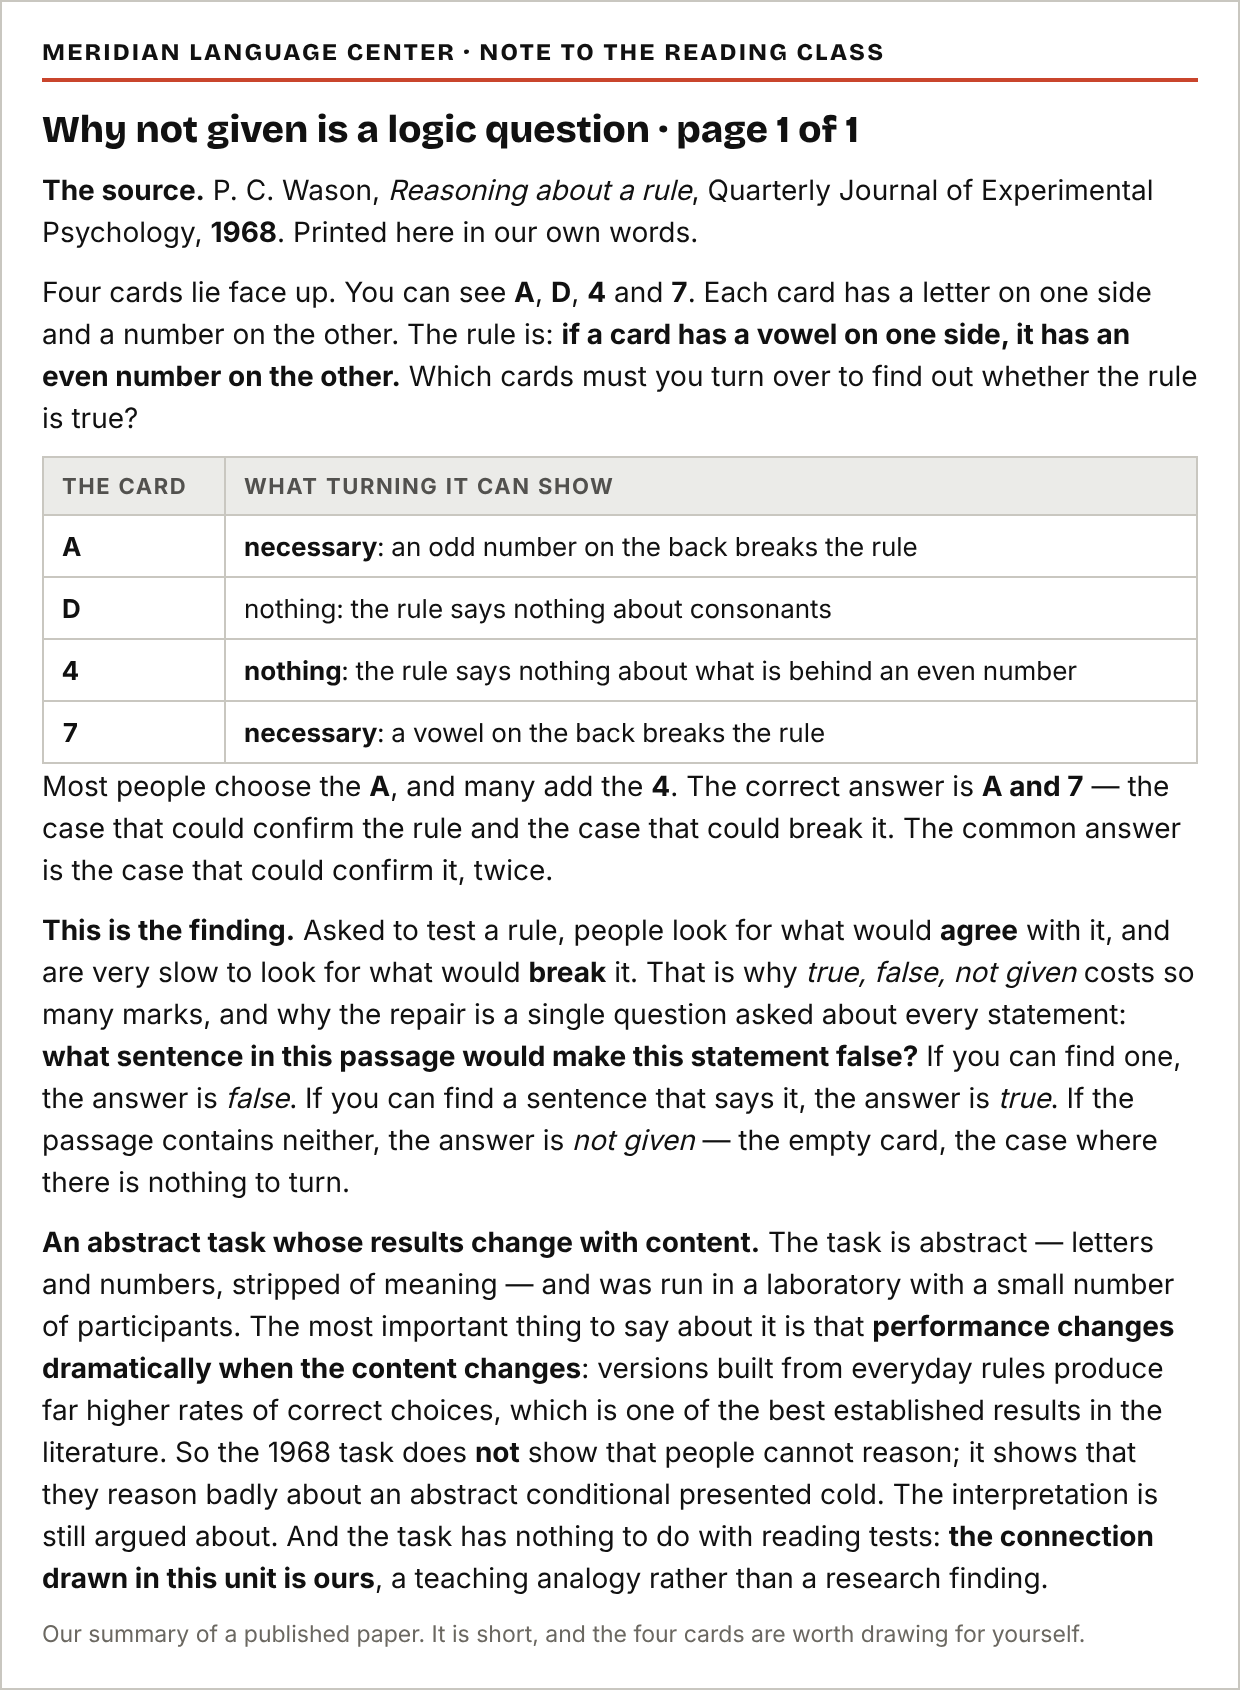 MERIDIAN LANGUAGE CENTER · NOTE TO THE READING CLASS
Why not given is a logic question · page 1 of 1
The source. P. C. Wason, Reasoning about a rule, Quarterly Journal of Experimental
Psychology, 1968. Printed here in our own words.
Four cards lie face up. You can see A, D, 4 and 7. Each card has a letter on one side
and a number on the other. The rule is: if a card has a vowel on one side, it has an
even number on the other. Which cards must you turn over to find out whether the rule
is true?
THE CARD WHAT TURNING IT CAN SHOW
A necessary: an odd number on the back breaks the rule
D nothing: the rule says nothing about consonants
4 nothing: the rule says nothing about what is behind an even number
7 necessary: a vowel on the back breaks the rule
Most people choose the A, and many add the 4. The correct answer is A and 7 — the
case that could confirm the rule and the case that could break it. The common answer
is the case that could confirm it, twice.
This is the finding. Asked to test a rule, people look for what would agree with it, and
are very slow to look for what would break it. That is why true, false, not given costs so
many marks, and why the repair is a single question asked about every statement:
what sentence in this passage would make this statement false? If you can find one,
the answer is false. If you can find a sentence that says it, the answer is true. If the
passage contains neither, the answer is not given — the empty card, the case where
there is nothing to turn.
An abstract task whose results change with content. The task is abstract — letters
and numbers, stripped of meaning — and was run in a laboratory with a small number
of participants. The most important thing to say about it is that performance changes
dramatically when the content changes: versions built from everyday rules produce
far higher rates of correct choices, which is one of the best established results in the
literature. So the 1968 task does not show that people cannot reason; it shows that
they reason badly about an abstract conditional presented cold. The interpretation is
still argued about. And the task has nothing to do with reading tests: the connection
drawn in this unit is ours, a teaching analogy rather than a research finding.
Our summary of a published paper. It is short, and the four cards are worth drawing for yourself.